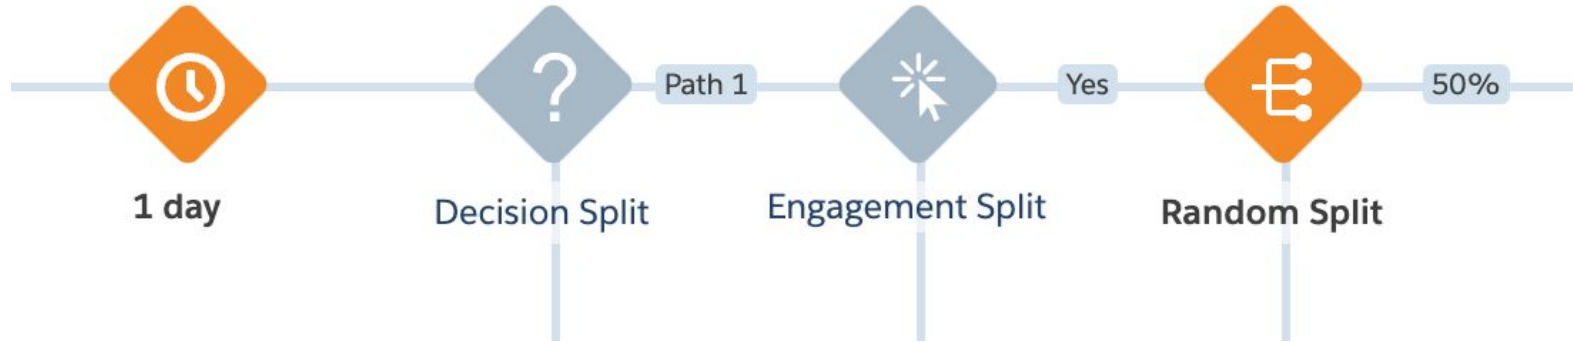 Path 1
Yes
50%
1 day
Decision Split
Engagement Split
Random Split